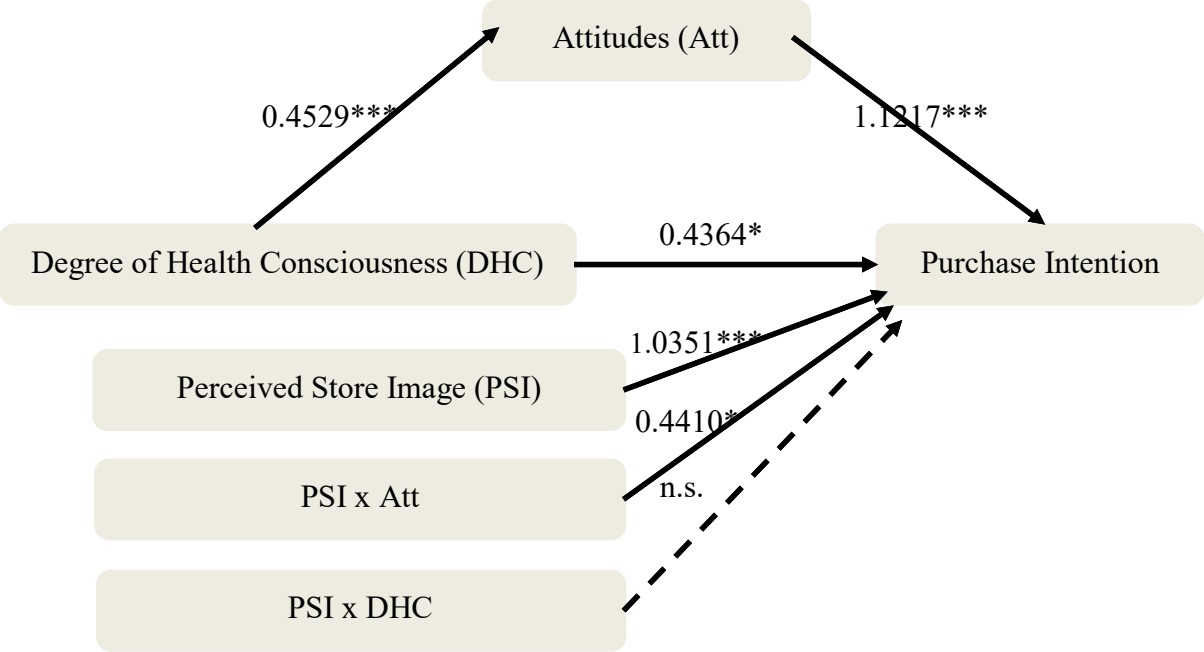 Attitudes (Att)
0.4529***
1.1217***
0.4364*
Degree of Health Consciousness (DHC)
Purchase Intention
1.0351***
Perceived Store Image (PSI)
0.4410*
PSI x Att
n.s.
PSI x DHC